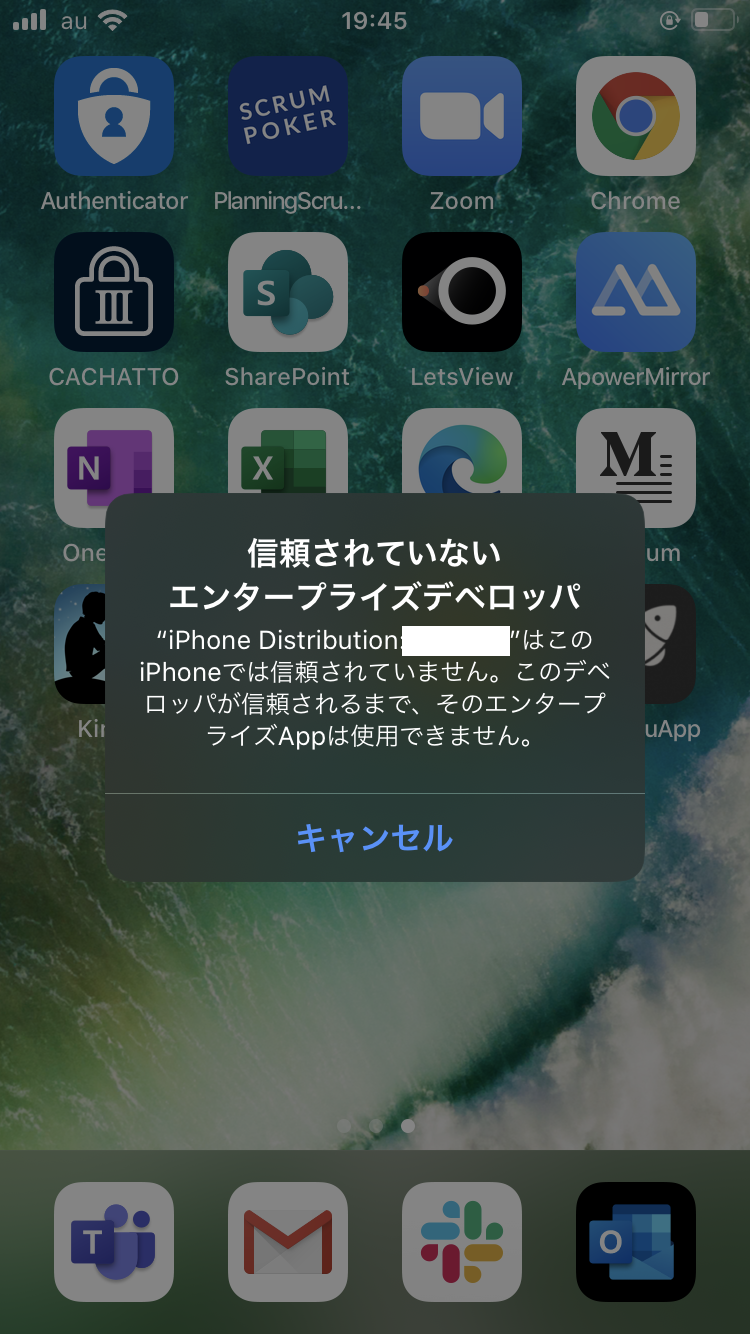 au
19:45
SCRUM
POKER
Authenticator
PlanningScru...
Zoom
Chrome
S
CACHATTO
SharePoint
LetsView
ApowerMirror
N
X
M
One
um
信頼されていない
エンタープライズデベロッパ
“iPhone Distribution: ”はこの
iPhoneでは信頼されていません。このデベ
ロッパが信頼されるまで、そのエンタープ
ライズAppは使用できません。
Kin
uApp
キャンセル
T
O